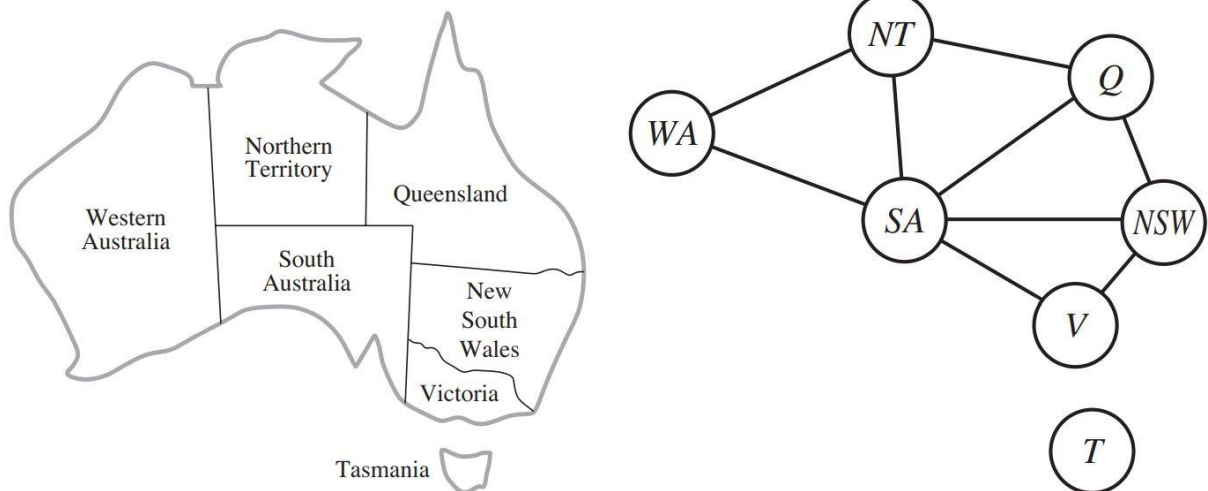 Northern
Territory
Western
Australia
Queensland
South
Australia
New
South
Wales
Victoria
Tasmania
NT
Q
WA
SA
NSW
V
T